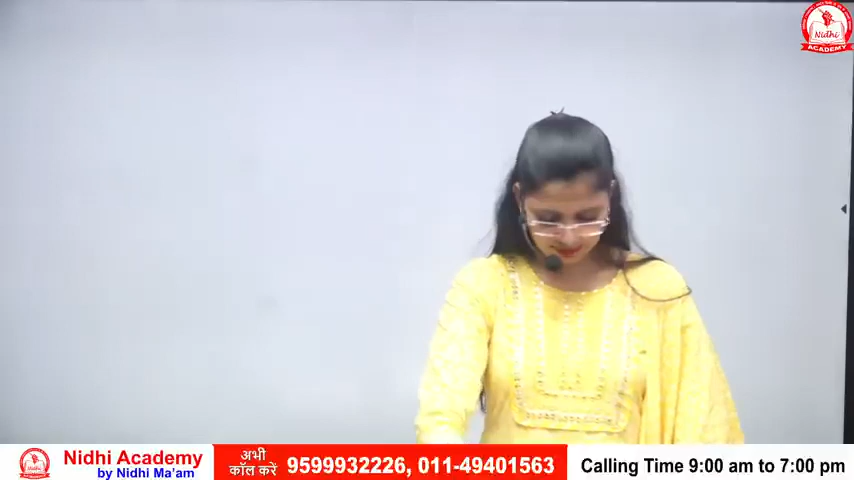 Nidhi
ACADEMY
Nidhi Academy
by Nidhi Ma'am
अभी
कॉल करें
9599932226, 011-49401563
Calling Time 9:00 am to 7:00 pm